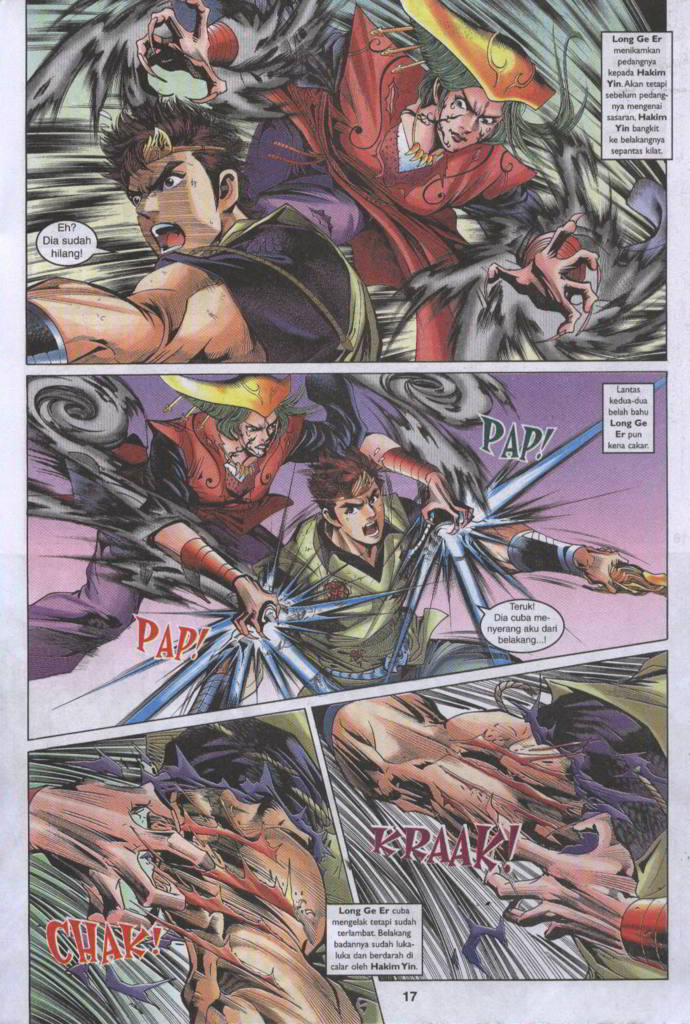 Long Ge Er
menikamkan
pedangnya
kepada Hakim
Yin. Akan tetapi
sebelum pedang-
nya mengenai
sasaran, Hakim
Yin bangkit
ke belakangnya
sepantas kilat.
Eh?
Dia sudah
hilang!
Lantas
kedua-dua
belah bahu
Long Ge
Er pun
kena cakar.
PAP!
PAP!
Teruk!
Dia cuba me-
nyerang aku dari
belakang...!
CHAK!
Long Ge Er cuba
mengelak tetapi sudah
terlambat. Belakang
badannya sudah luka-
luka dan berdarah di
calar oleh Hakim Yin.
KRAAK!
17